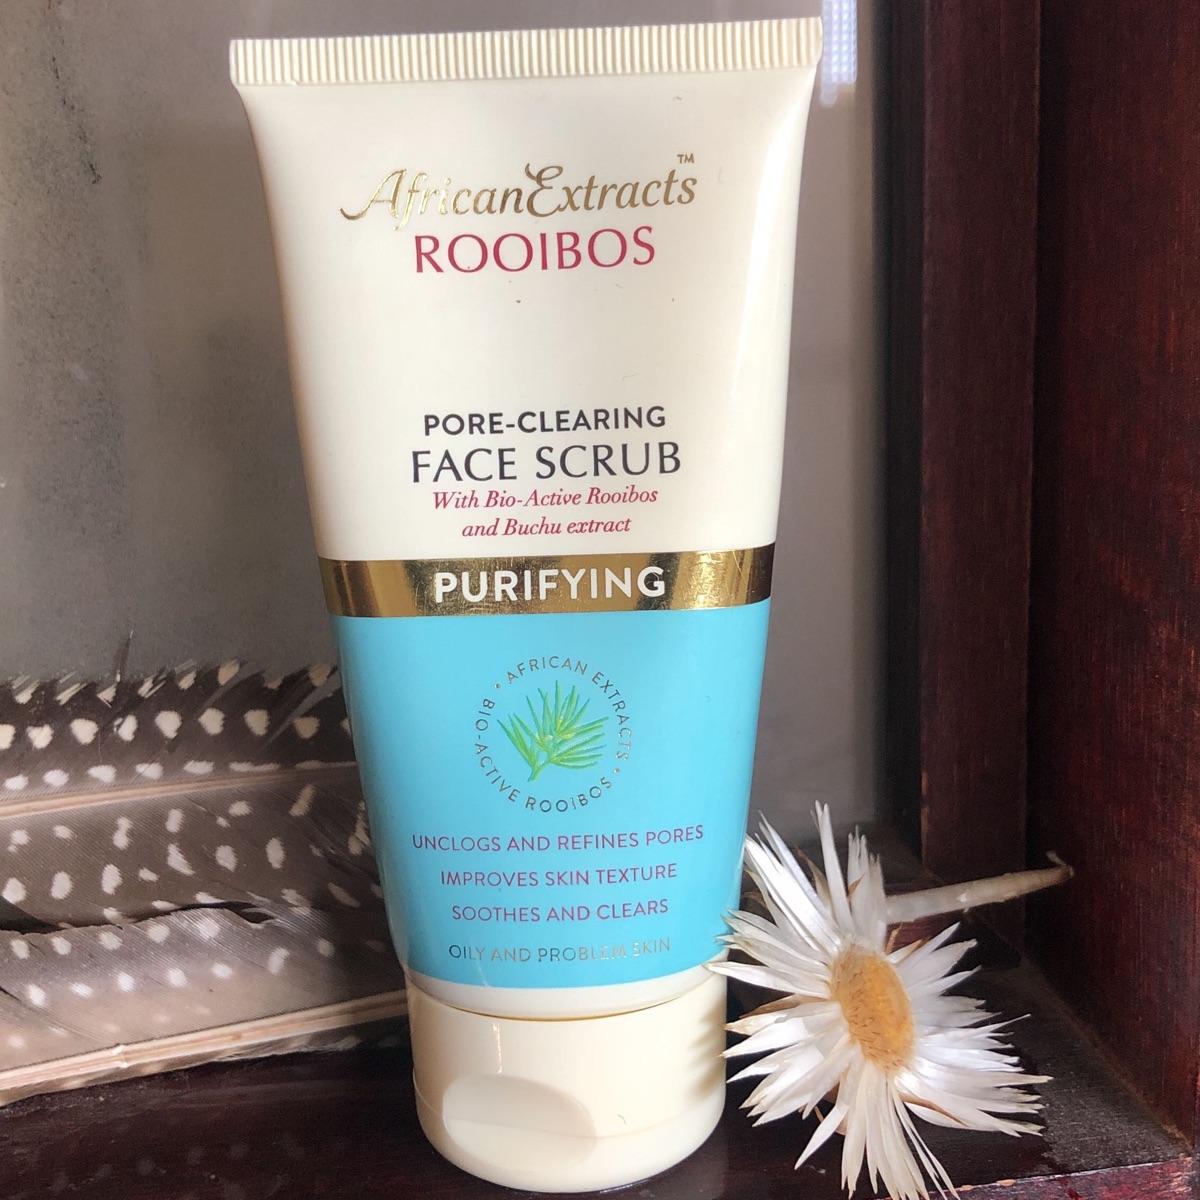 AfricanExtracts™
ROOIBOS
PORE-CLEARING
FACE SCRUB
With Bio-Active Rooibos
and Buchu extract
PURIFYING
• AFRICAN EXTRACTS •
BIO-ACTIVE ROOIBOS
UNCLOGS AND REFINES PORES
IMPROVES SKIN TEXTURE
SOOTHES AND CLEARS
OILY AND PROBLEM SKIN